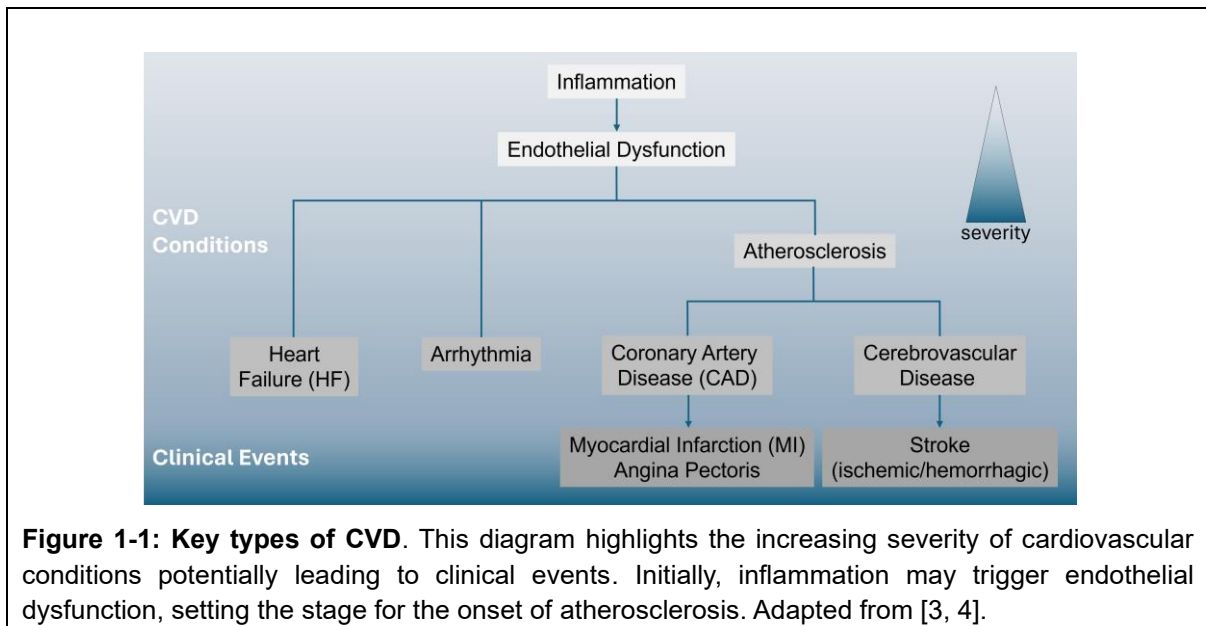 Inflammation
Endothelial Dysfunction
CVD
Conditions
severity
Atherosclerosis
Heart
Failure (HF)
Arrhythmia
Coronary Artery
Disease (CAD)
Cerebrovascular
Disease
Clinical Events
Myocardial Infarction (MI)
Angina Pectoris
Stroke
(ischemic/hemorrhagic)
Figure 1-1: Key types of CVD. This diagram highlights the increasing severity of cardiovascular
conditions potentially leading to clinical events. Initially, inflammation may trigger endothelial
dysfunction, setting the stage for the onset of atherosclerosis. Adapted from [3, 4].